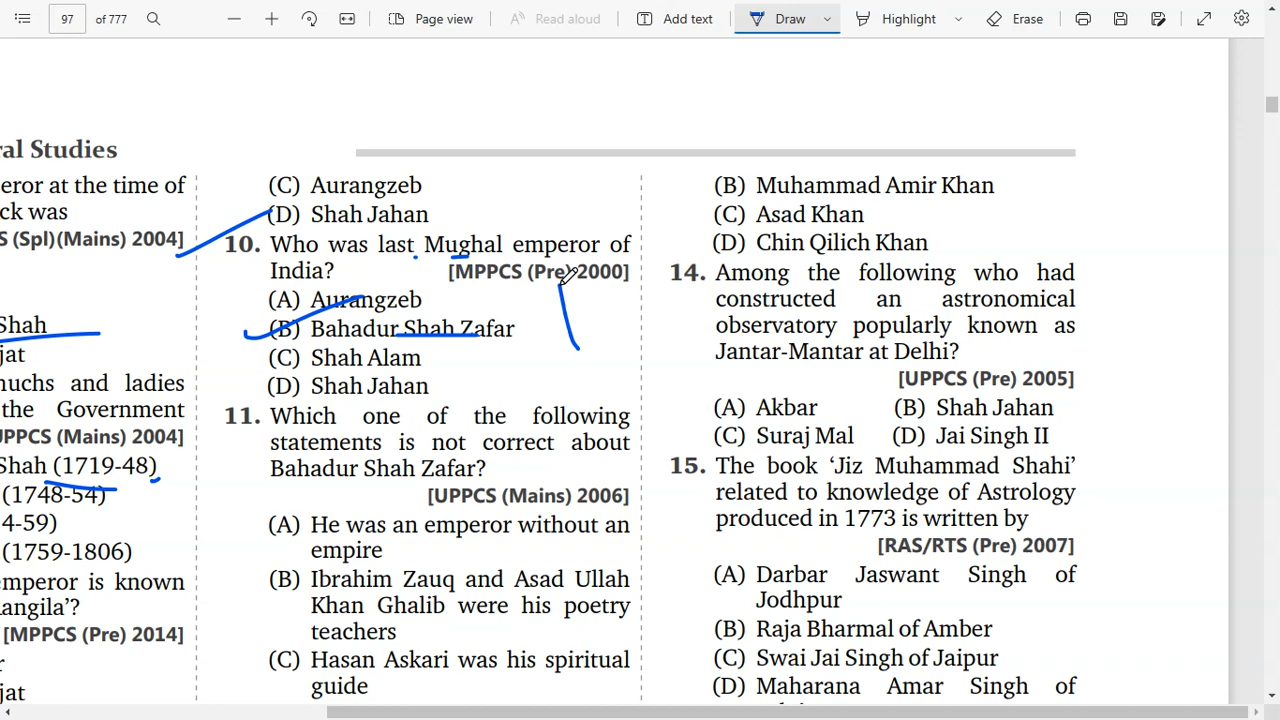 97 of 777 Page view Read aloud Add text Draw Highlight Erase
ral Studies
eror at the time of
ck was
S (Spl)(Mains) 2004]
Shah
jat
nuchs and ladies
the Government
UPPCS (Mains) 2004]
Shah (1719-48)
(1748-54)
4-59)
(1759-1806)
emperor is known
angila'?
[MPPCS (Pre) 2014]
r
jat
(C) Aurangzeb
(D) Shah Jahan
10. Who was last Mughal emperor of
India? [MPPCS (Pre) 2000]
(A) Aurangzeb
(B) Bahadur Shah Zafar
(C) Shah Alam
(D) Shah Jahan
11. Which one of the following
statements is not correct about
Bahadur Shah Zafar?
[UPPCS (Mains) 2006]
(A) He was an emperor without an
empire
(B) Ibrahim Zauq and Asad Ullah
Khan Ghalib were his poetry
teachers
(C) Hasan Askari was his spiritual
guide
(B) Muhammad Amir Khan
(C) Asad Khan
(D) Chin Qilich Khan
14. Among the following who had
constructed an astronomical
observatory popularly known as
Jantar-Mantar at Delhi?
[UPPCS (Pre) 2005]
(A) Akbar (B) Shah Jahan
(C) Suraj Mal (D) Jai Singh II
15. The book 'Jiz Muhammad Shahi'
related to knowledge of Astrology
produced in 1773 is written by
[RAS/RTS (Pre) 2007]
(A) Darbar Jaswant Singh of
Jodhpur
(B) Raja Bharmal of Amber
(C) Swai Jai Singh of Jaipur
(D) Maharana Amar Singh of